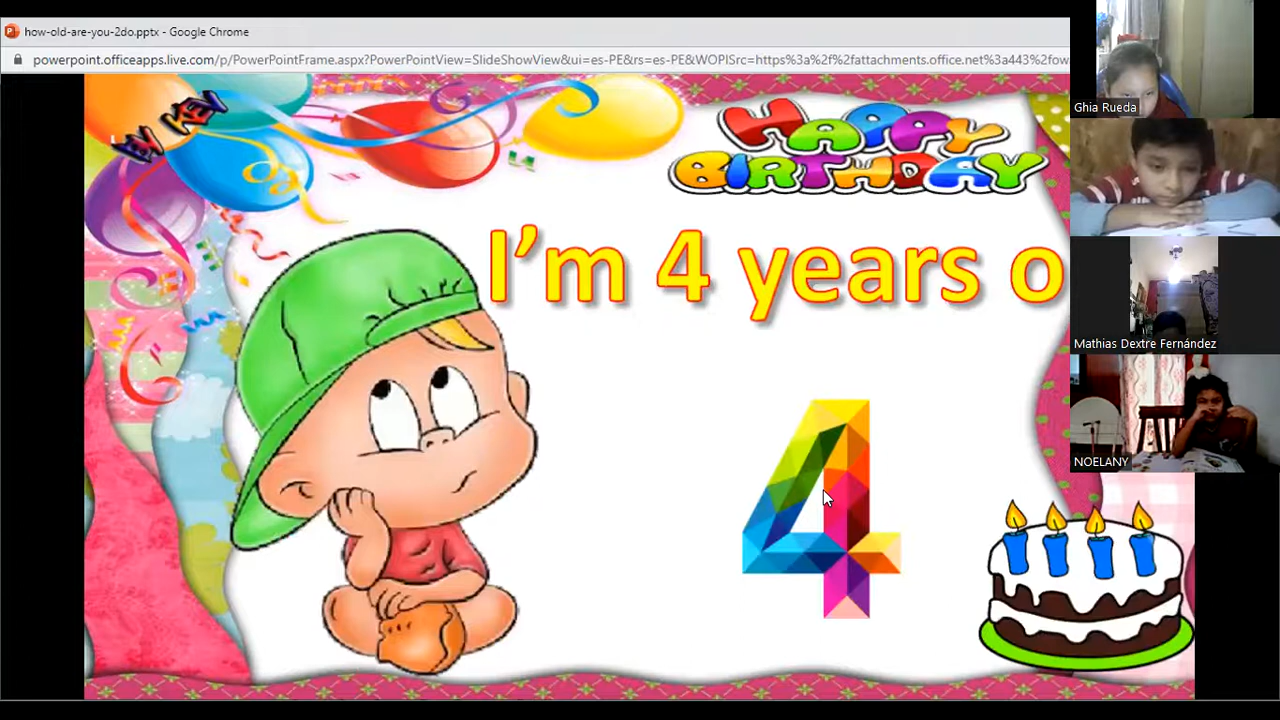 how-old-are-you-2do.pptx - Google Chrome
powerpoint.officeapps.live.com/p/PowerPointFrame.aspx?PowerPointView=SlideShowView&ui=es-PE&rs=es-PE&WOPISrc=https%3a%2f%2fattachments.office.net%3a443%2fow
BY KEV
HAPPY
BIRTHDAY
I'm 4 years o
4
Ghia Rueda
Mathias Dextre Fernández
NOELANY